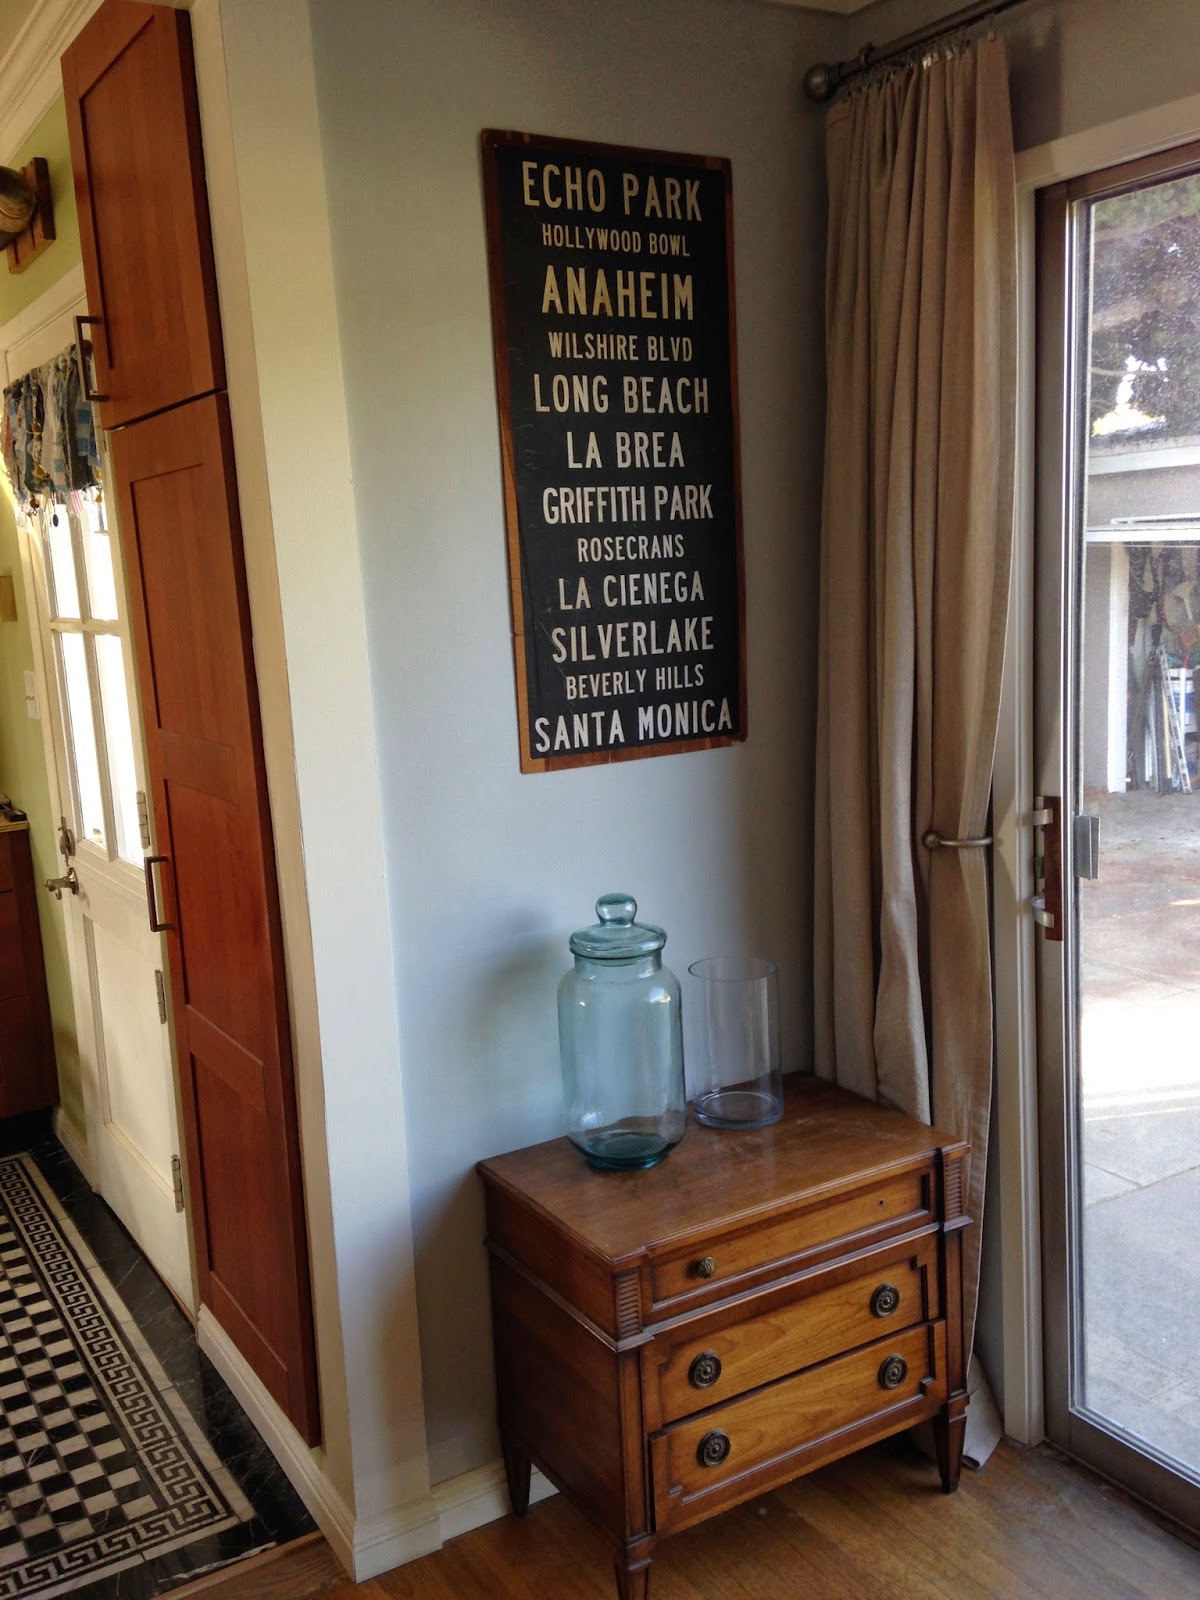 ECHO PARK
HOLLYWOOD BOWL
ANAHEIM
WILSHIRE BLVD
LONG BEACH
LA BREA
GRIFFITH PARK
ROSECRANS
LA CIENEGA
SILVERLAKE
BEVERLY HILLS
SANTA MONICA